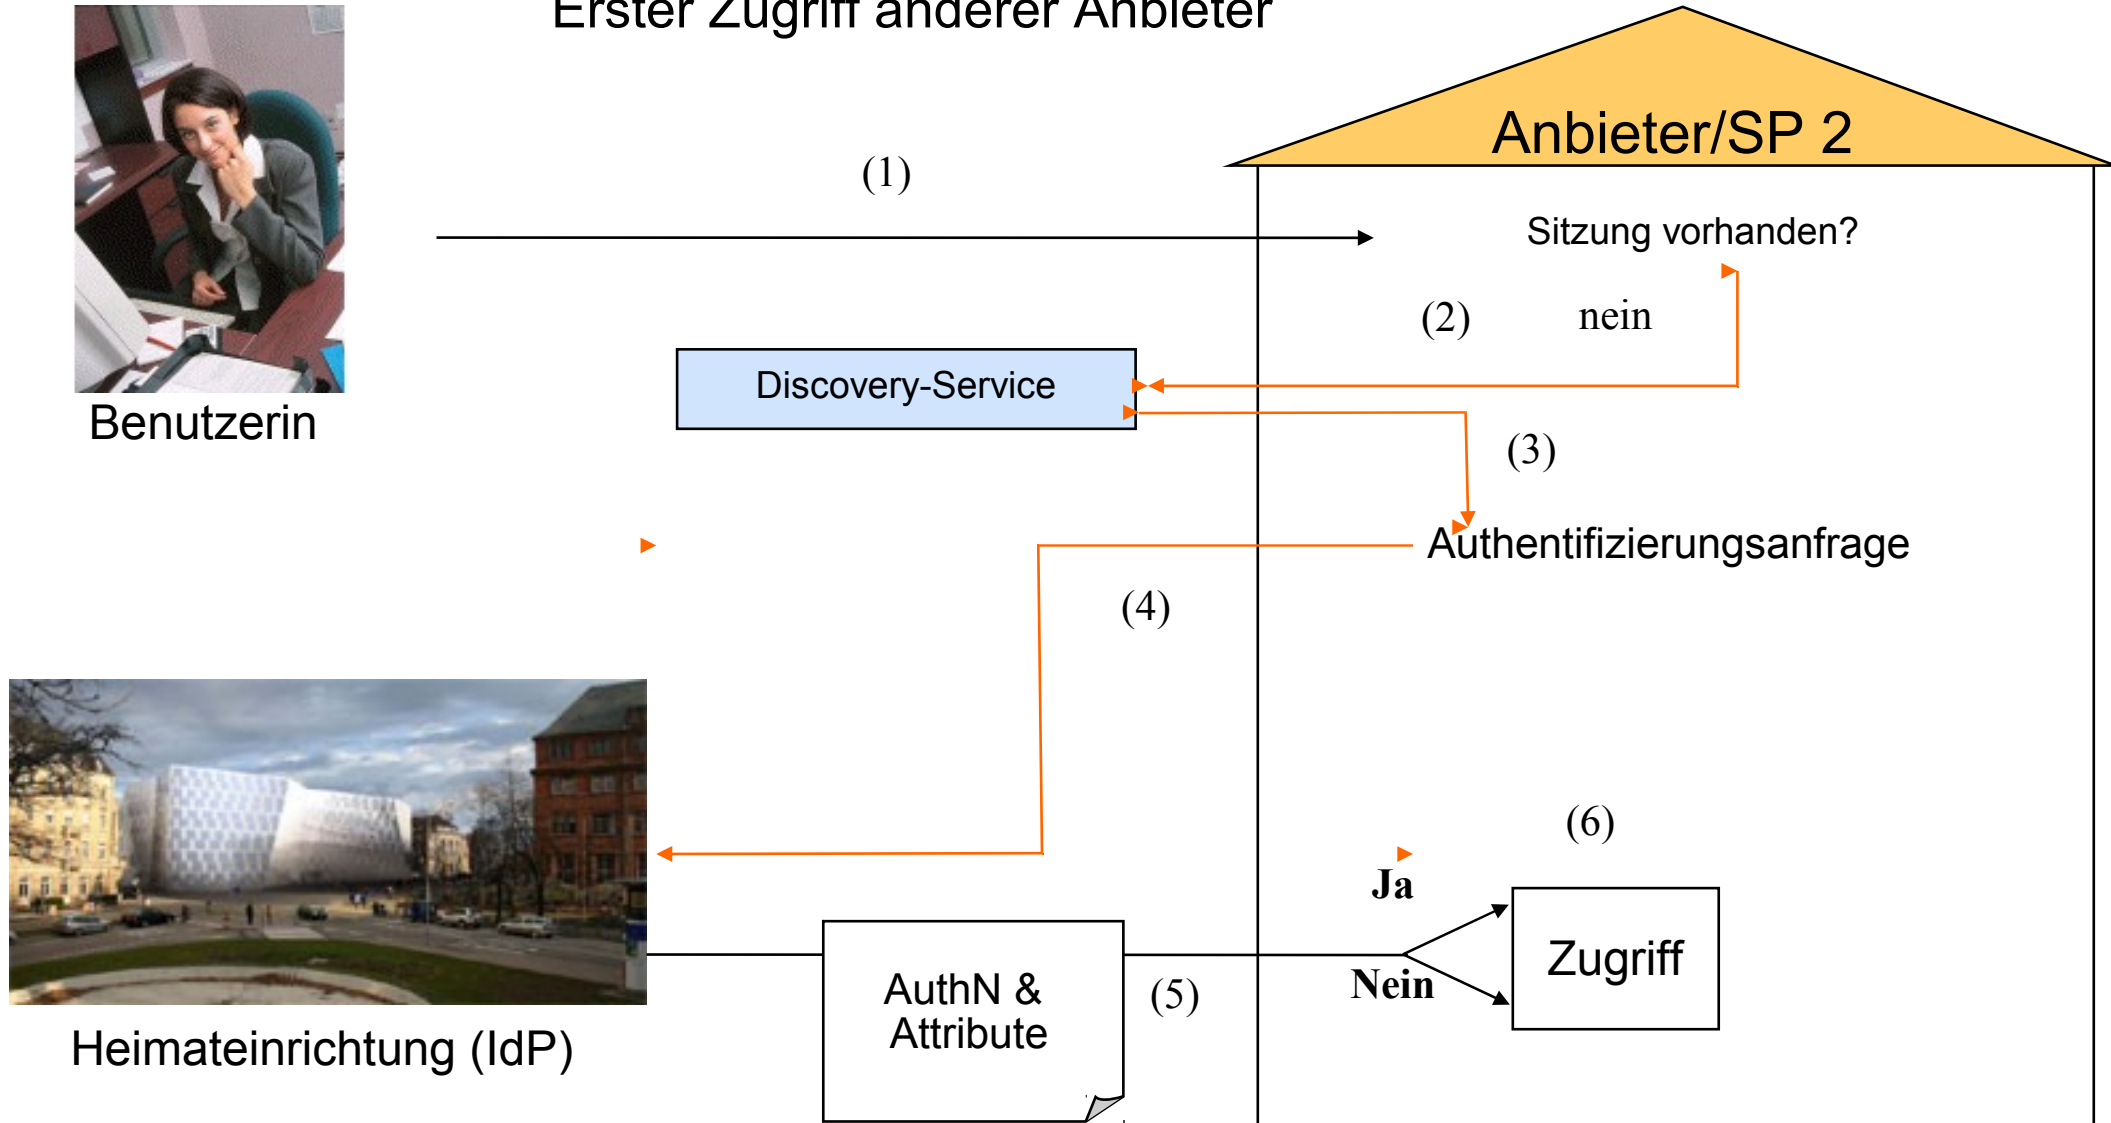 Erster Zugriff anderer Anbieter
Anbieter/SP 2
(1)
Sitzung vorhanden?
(2) nein
Discovery-Service
Benutzerin
(3)
Authentifizierungsanfrage
(4)
(6)
Ja
Zugriff
Nein
(5)
AuthN &
Attribute
Heimateinrichtung (IdP)